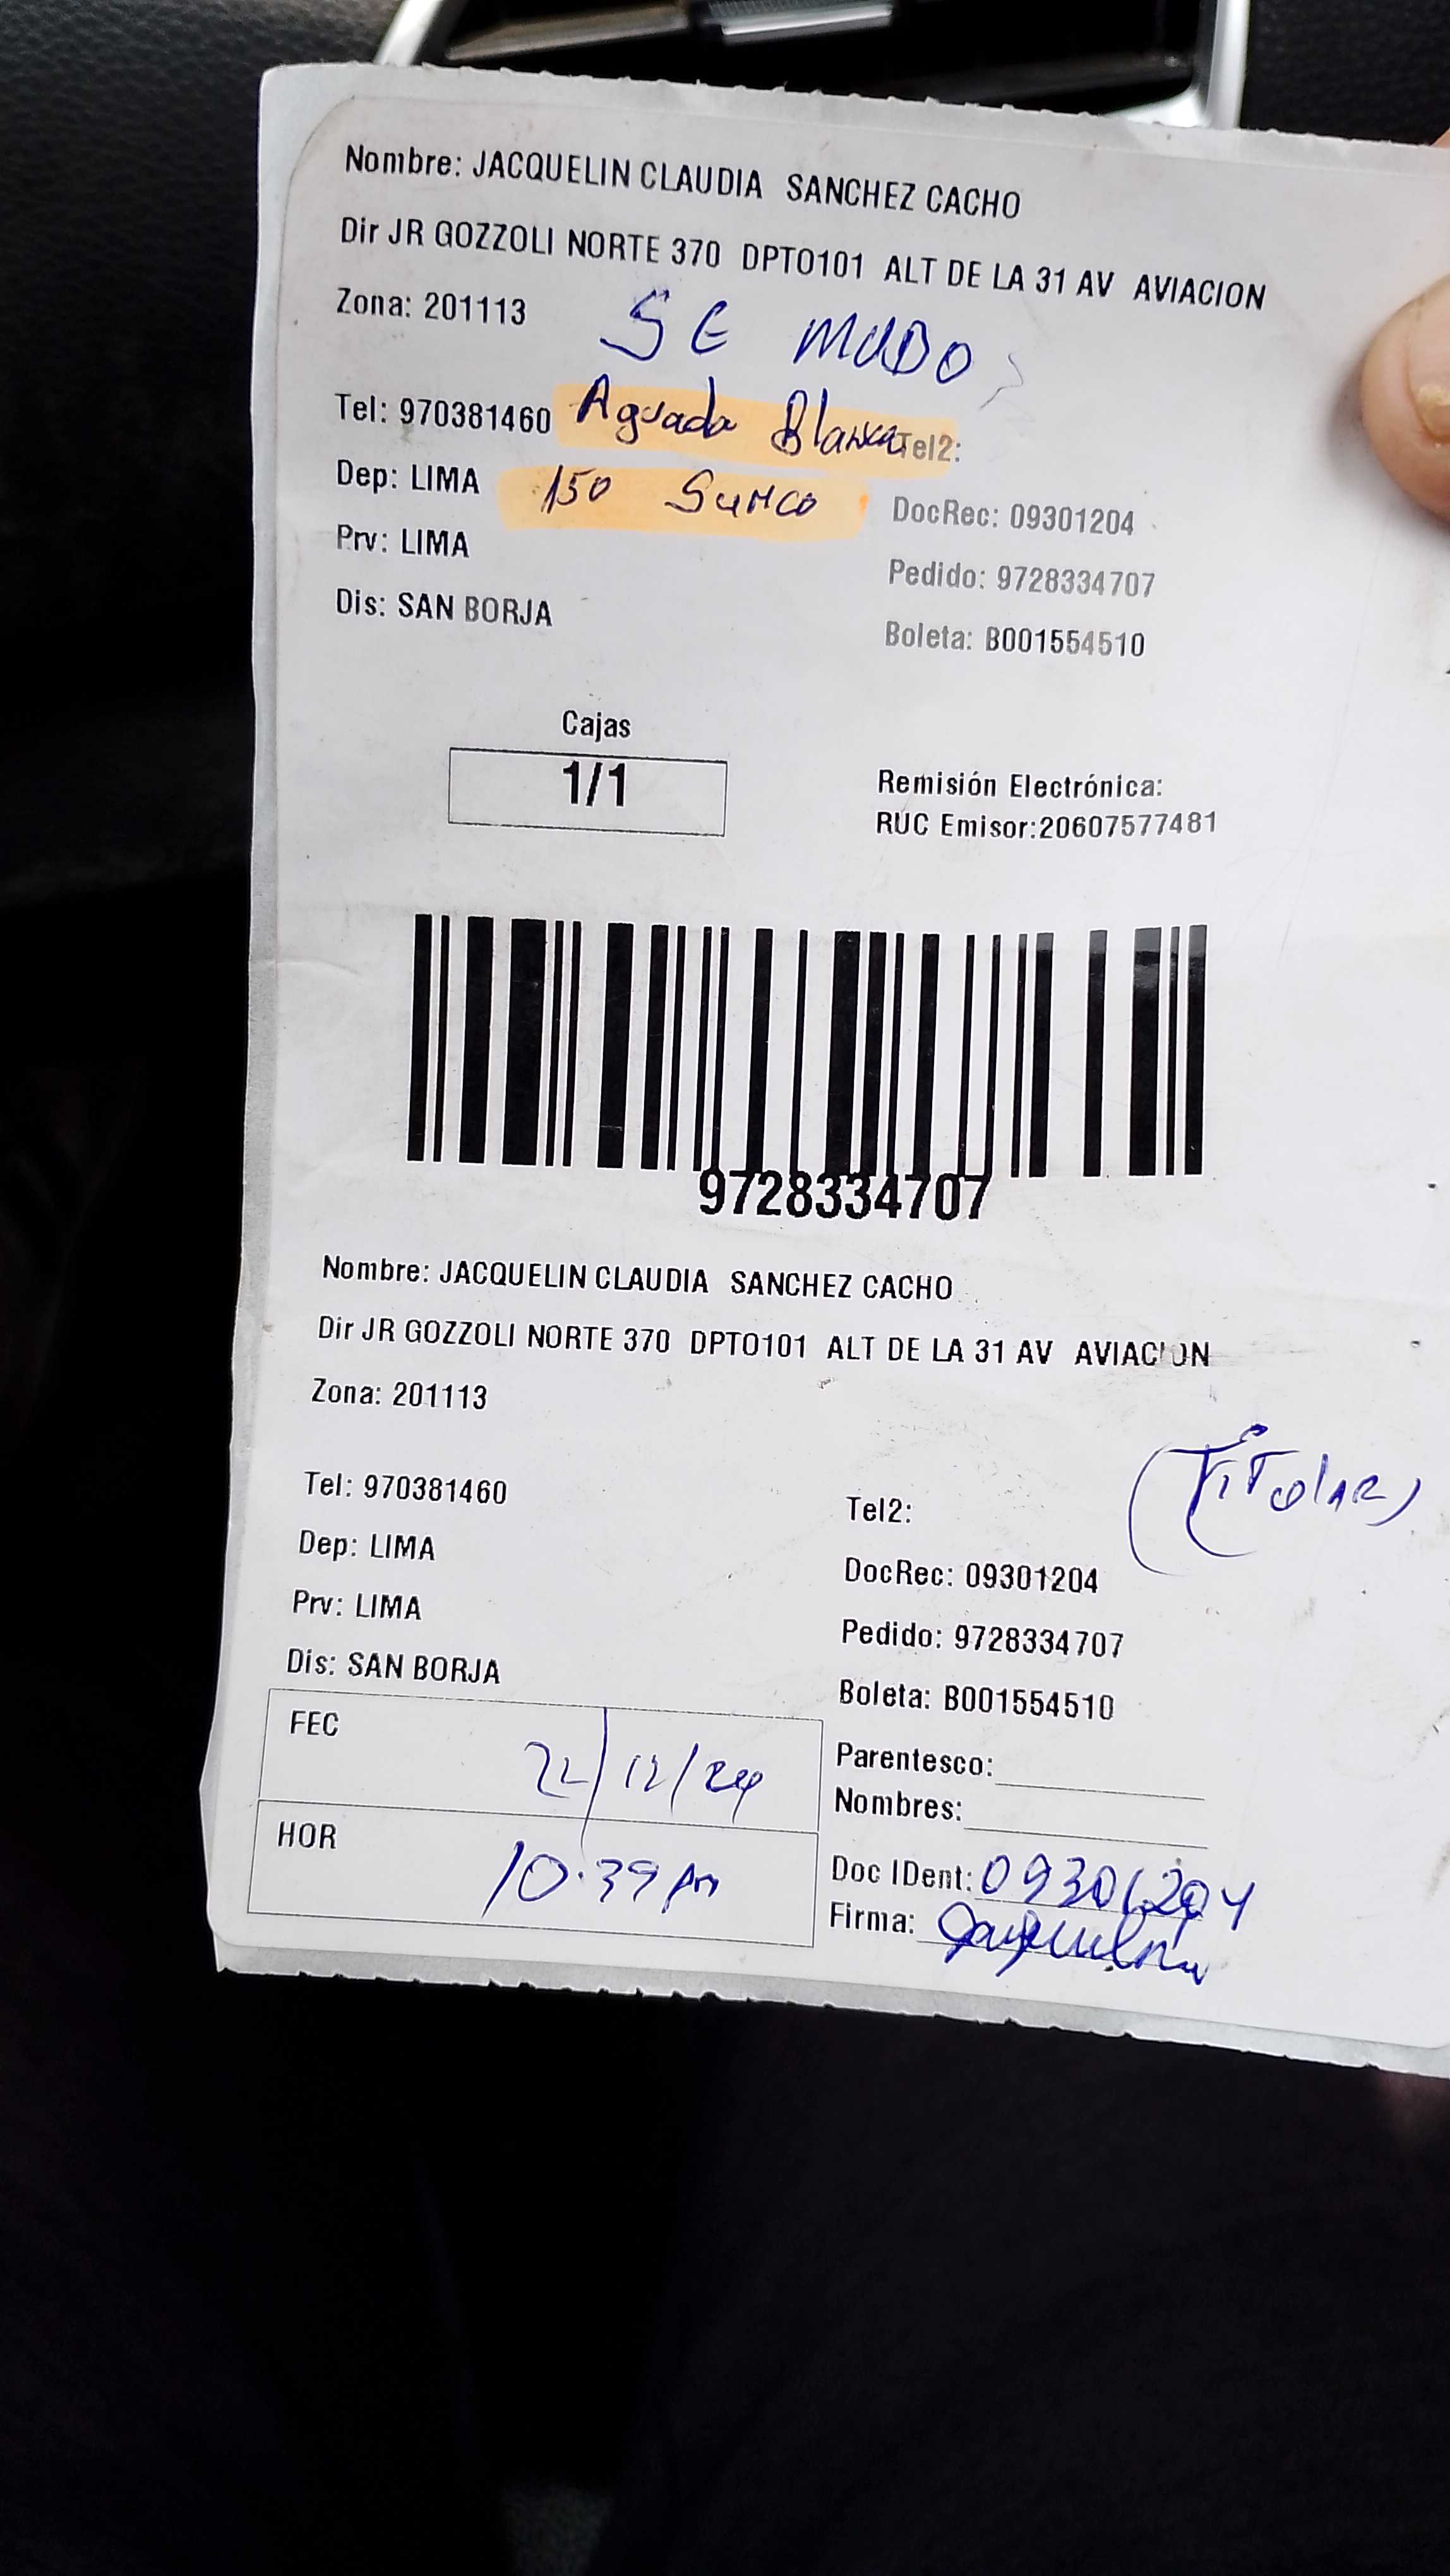 Nombre: JACQUELIN CLAUDIA SANCHEZ CACHO
Dir JR GOZZOLI NORTE 370 DPTO101 ALT DE LA 31 AV AVIACION
Zona: 201113
SE MUDO
Tel: 970381460 Aguada Blanca Tel2:
Dep: LIMA 150 Surco
DocRec: 09301204
Prv: LIMA
Pedido: 9728334707
Dis: SAN BORJA
Boleta: B001554510
Cajas
1/1
Remisión Electrónica:
RUC Emisor:20607577481
9728334707
Nombre: JACQUELIN CLAUDIA SANCHEZ CACHO
Dir JR GOZZOLI NORTE 370 DPTO101 ALT DE LA 31 AV AVIACION
Zona: 201113
(Titolar)
Tel: 970381460
Tel2:
Dep: LIMA
DocRec: 09301204
Prv: LIMA
Pedido: 9728334707
Dis: SAN BORJA
Boleta: B001554510
FEC 22/12/24
Parentesco:
Nombres:
HOR 10:39 pm
Doc IDent: 09301204
Firma: